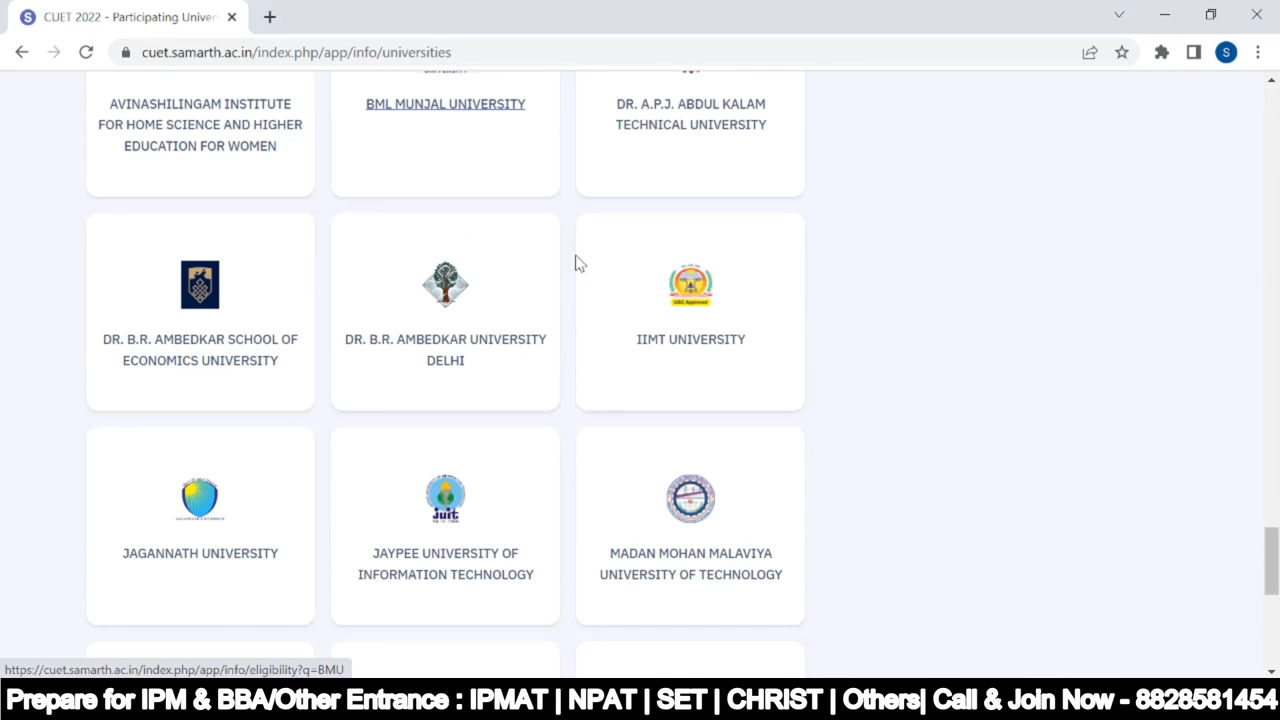 S
CUET 2022 - Participating Univer
cuet.samarth.ac.in/index.php/app/info/universities
S
AVINASHILINGAM INSTITUTE
FOR HOME SCIENCE AND HIGHER
EDUCATION FOR WOMEN
BML MUNJAL UNIVERSITY
DR. A.P.J. ABDUL KALAM
TECHNICAL UNIVERSITY
UGC Approved
DR. B.R. AMBEDKAR SCHOOL OF
ECONOMICS UNIVERSITY
DR. B.R. AMBEDKAR UNIVERSITY
DELHI
IIMT UNIVERSITY
juit
JAGANNATH UNIVERSITY
JAYPEE UNIVERSITY OF
INFORMATION TECHNOLOGY
MADAN MOHAN MALAVIYA
UNIVERSITY OF TECHNOLOGY
https://cuet.samarth.ac.in/index.php/app/info/eligibility?q=BMU
Prepare for IPM & BBA/Other Entrance : IPMAT | NPAT | SET | CHRIST | Others| Call & Join Now - 8828581454